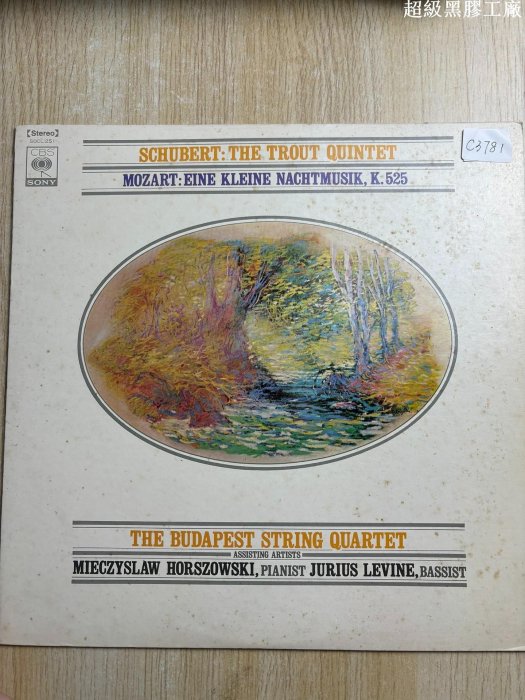 超級黑膠工廠
【Stereo】
CBS
SONY
SCHUBERT: THE TROUT QUINTET
MOZART: EINE KLEINE NACHTMUSIK, K. 525
C3781
THE BUDAPEST STRING QUARTET
ASSISTING ARTISTS
MIECZYSLAW HORSZOWSKI, PIANIST JURIUS LEVINE, BASSIST